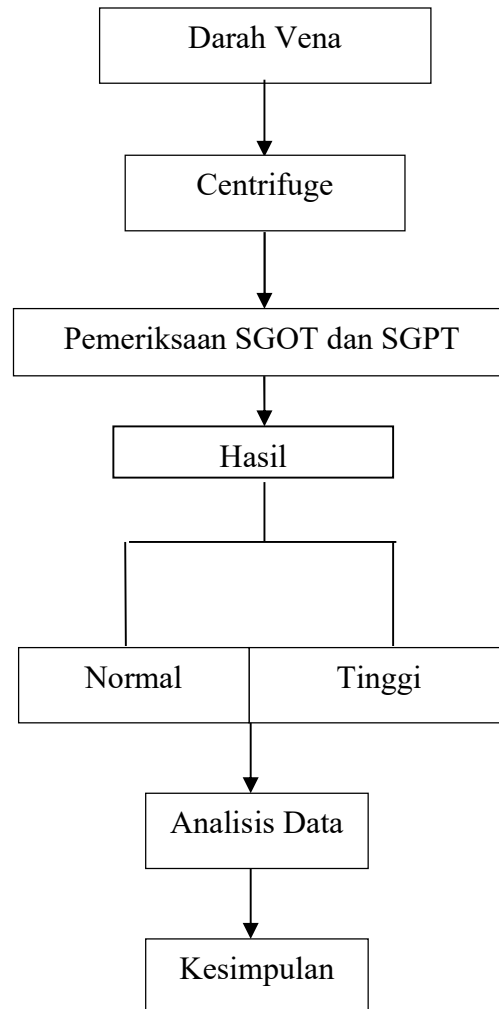 Darah Vena
Centrifuge
Pemeriksaan SGOT dan SGPT
Hasil
Normal
Tinggi
Analisis Data
Kesimpulan